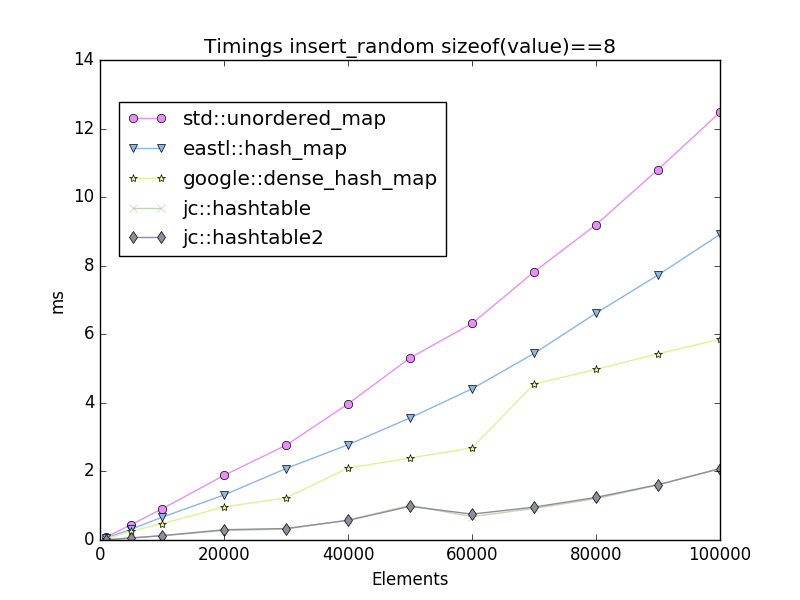 Timings insert_random sizeof(value)==8
14
12
10
8
6
4
2
0
ms
std::unordered_map
eastl::hash_map
google::dense_hash_map
jc::hashtable
jc::hashtable2
0
20000
40000
60000
80000
100000
Elements